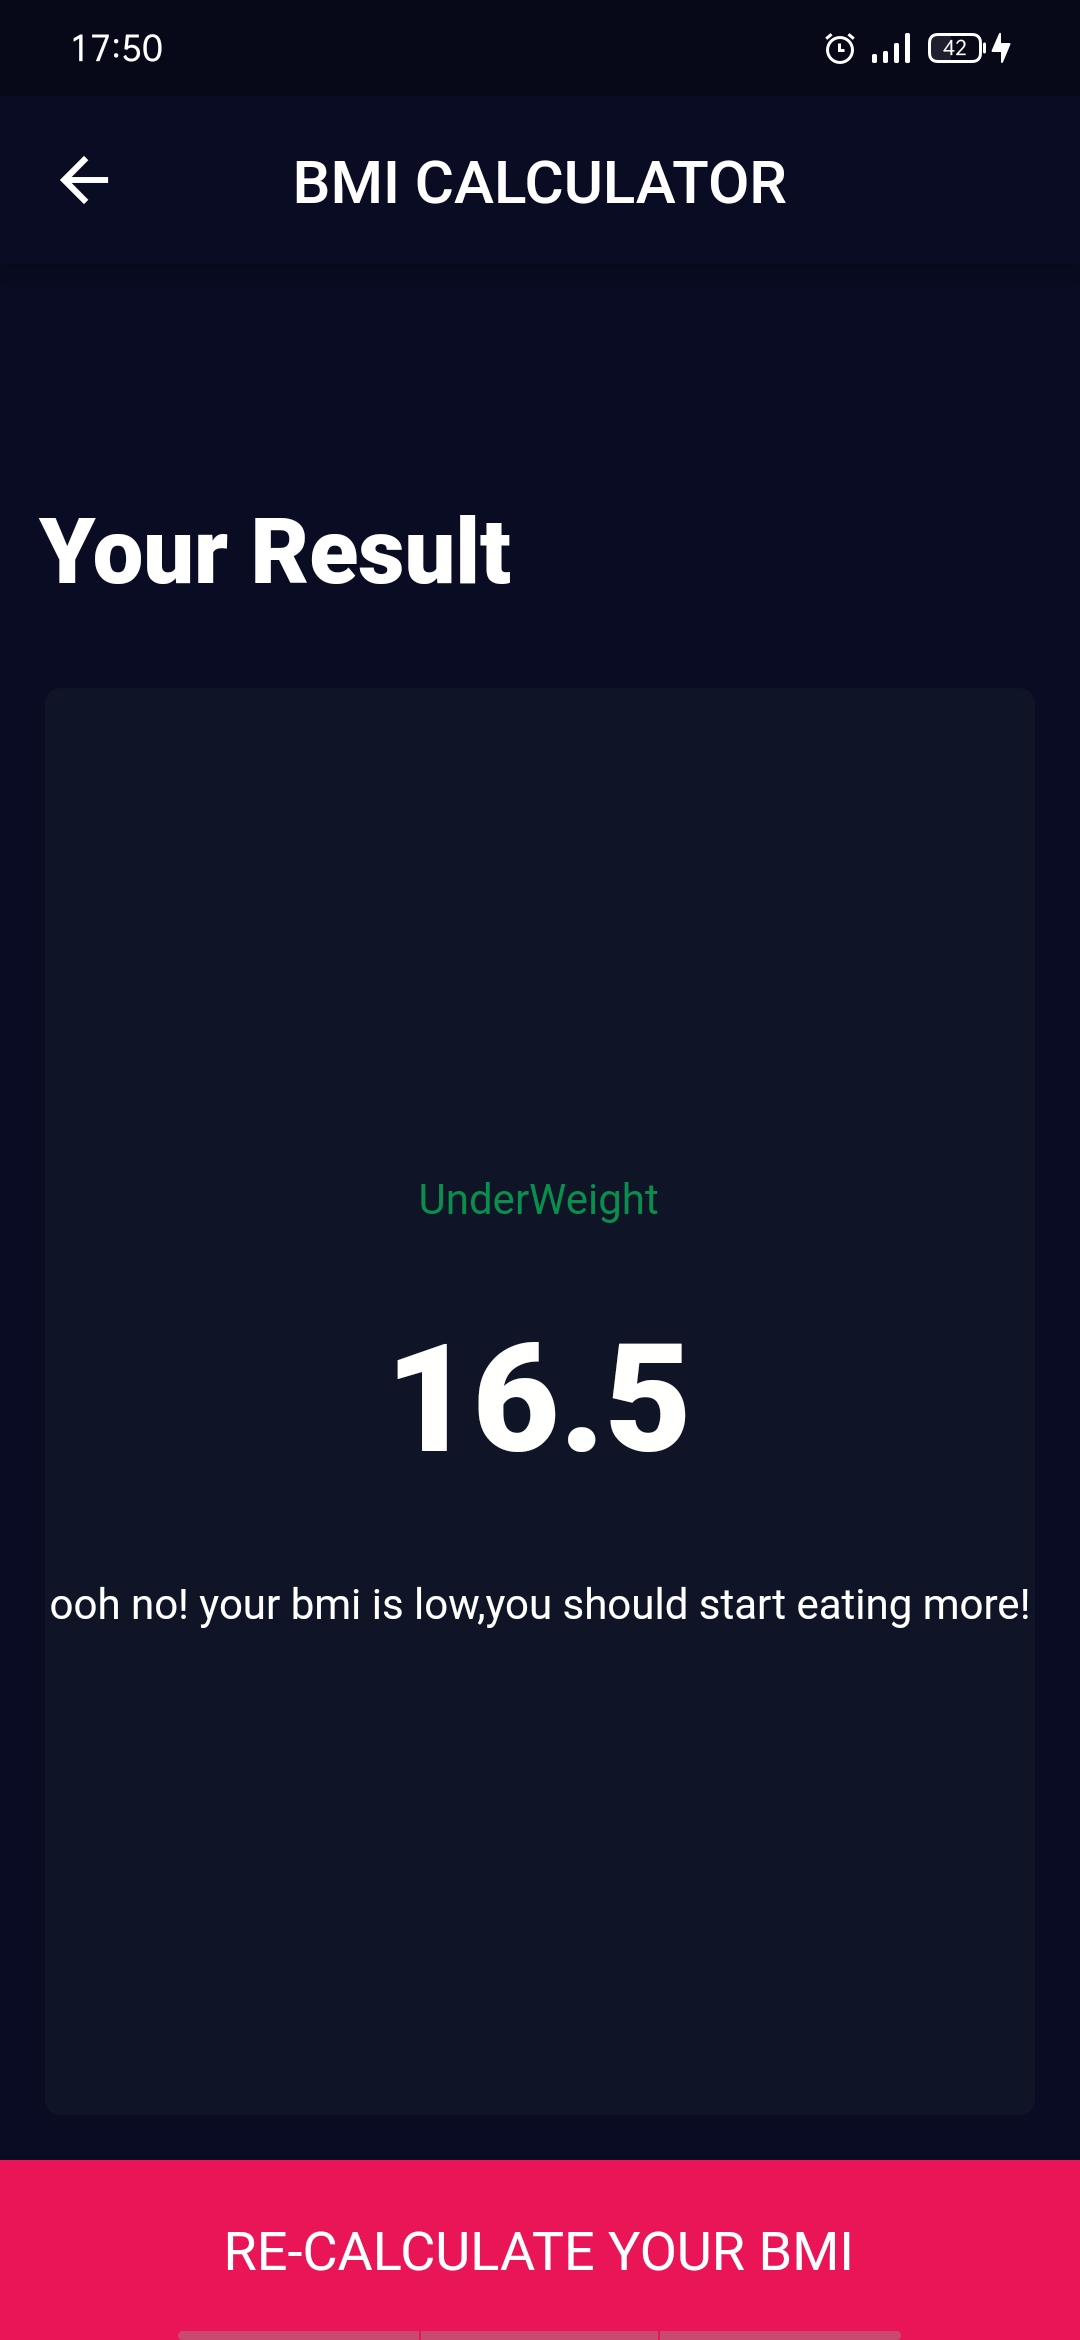 17:50
42
BMI CALCULATOR
Your Result
UnderWeight
16.5
ooh no! your bmi is low,you should start eating more!
RE-CALCULATE YOUR BMI